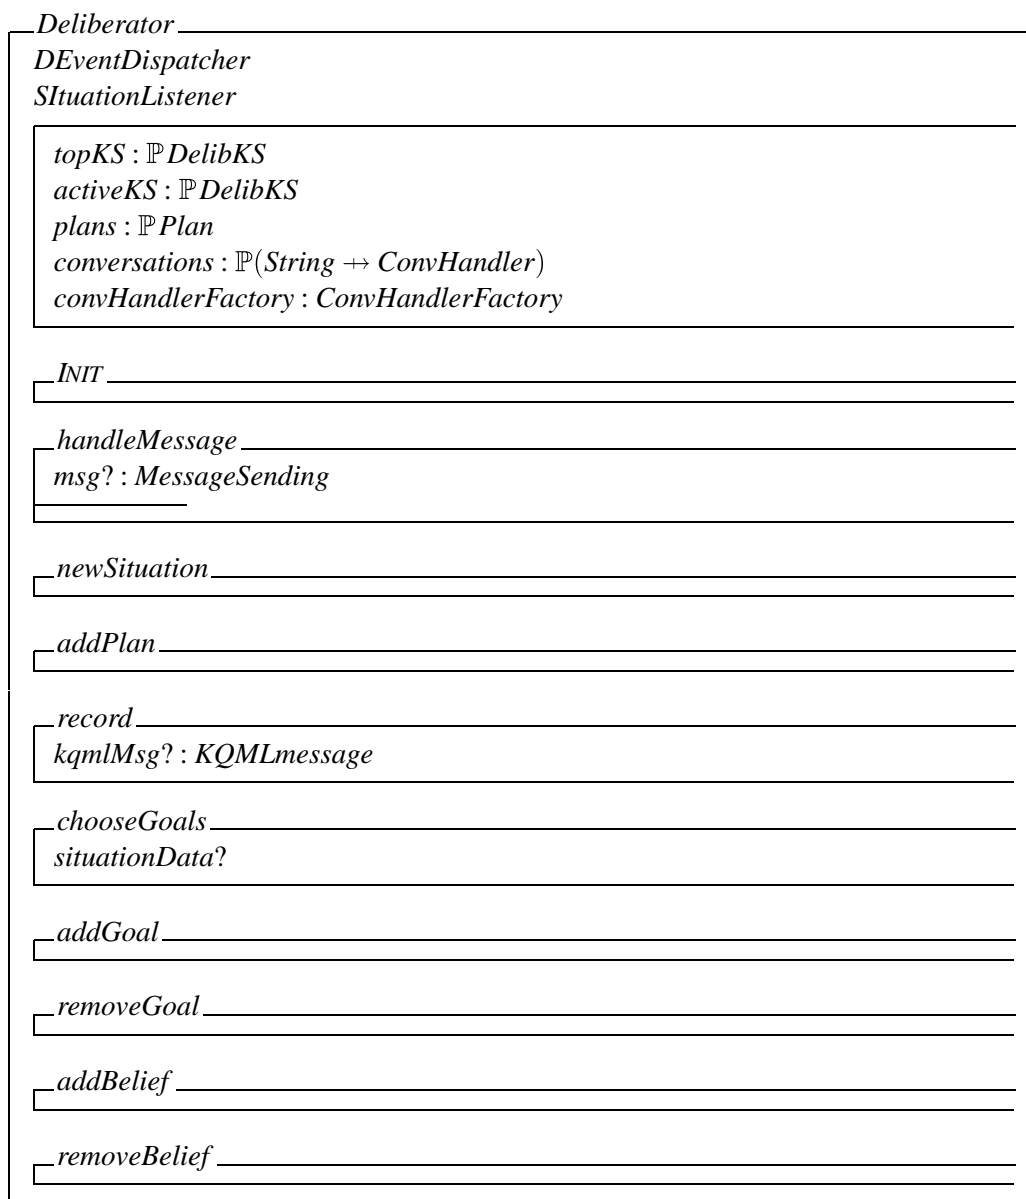 Deliberator
DEventDispatcher
SItuationListener
topKS : ℙ DelibKS
activeKS : ℙ DelibKS
plans : ℙ Plan
conversations : ℙ(String ⇸ ConvHandler)
convHandlerFactory : ConvHandlerFactory
INIT
handleMessage
msg? : MessageSending
newSituation
addPlan
record
kqmlMsg? : KQMLmessage
chooseGoals
situationData?
addGoal
removeGoal
addBelief
removeBelief